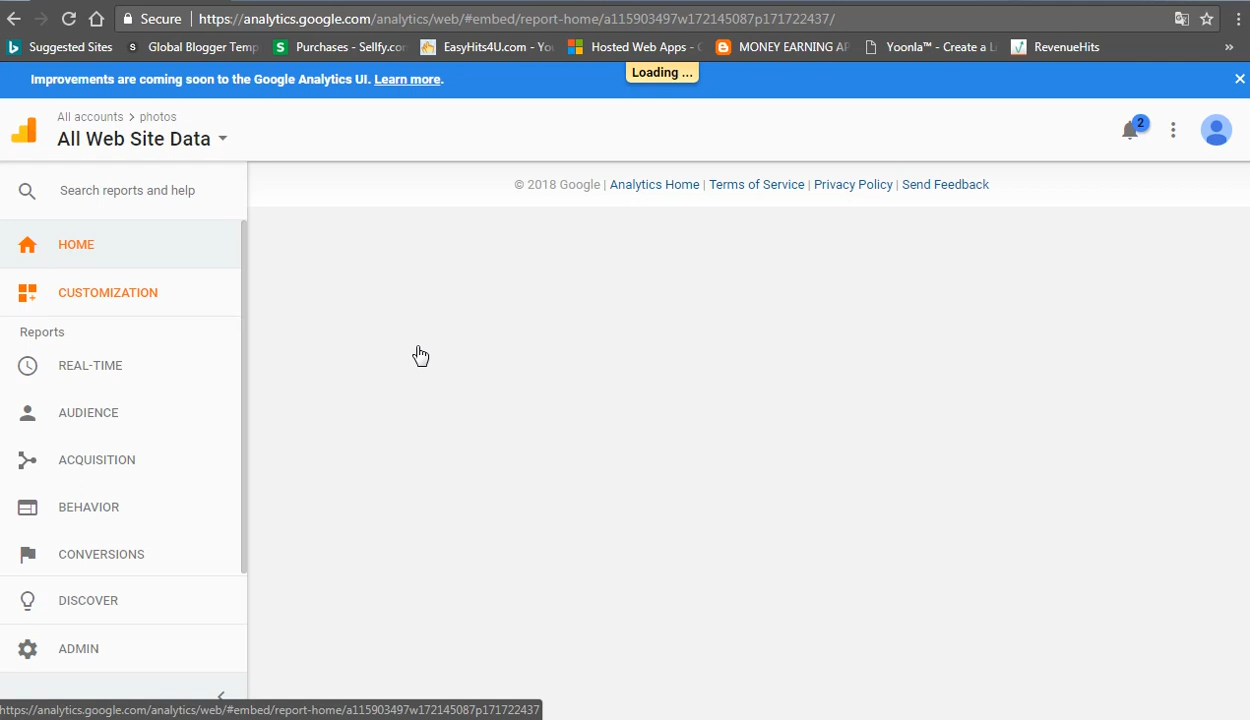 Secure https://analytics.google.com/analytics/web/#embed/report-home/a115903497w172145087p171722437/
Suggested Sites Global Blogger Temp Purchases - Sellfy.co EasyHits4U.com - Yo Hosted Web Apps - MONEY EARNING AP Yoonla™ - Create a L RevenueHits »
Improvements are coming soon to the Google Analytics UI. Learn more.
Loading ...
All accounts > photos
All Web Site Data
2
Search reports and help
© 2018 Google | Analytics Home | Terms of Service | Privacy Policy | Send Feedback
HOME
CUSTOMIZATION
Reports
REAL-TIME
AUDIENCE
ACQUISITION
BEHAVIOR
CONVERSIONS
DISCOVER
ADMIN
https://analytics.google.com/analytics/web/#embed/report-home/a115903497w172145087p171722437